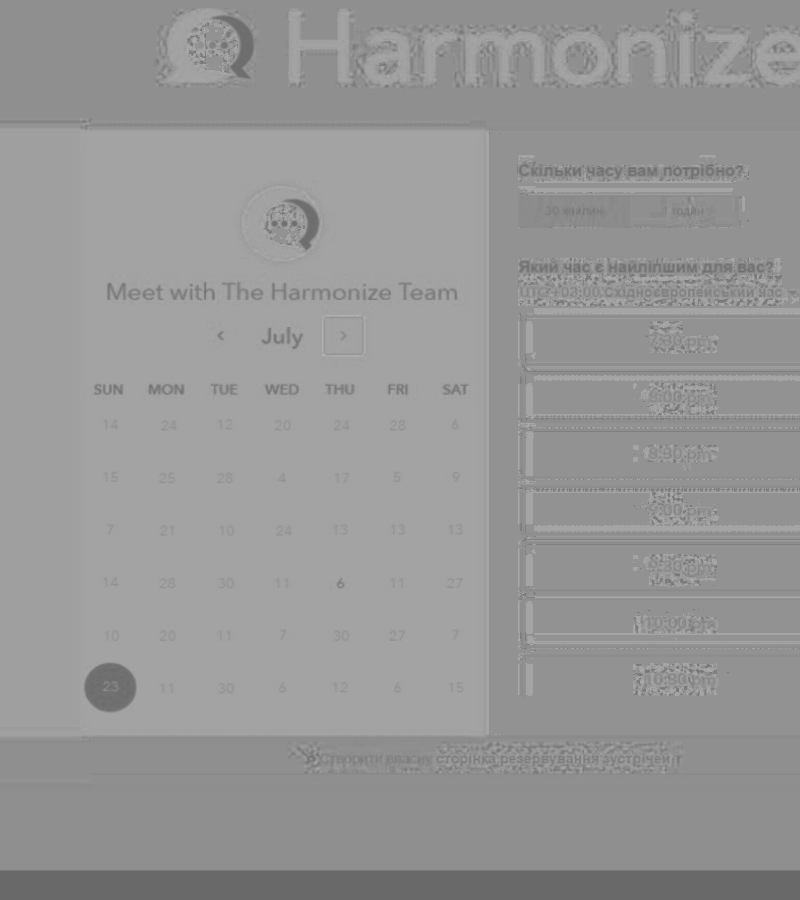 Harmonize
Meet with The Harmonize Team
July
SUN MON TUE WED THU FRI SAT
14 24 12 20 24 28 6
15 25 28 4 17 5 9
7 21 10 24 13 13 13
14 28 30 11 6 11 27
10 20 11 7 30 27 7
23 11 30 6 12 6 15
Скільки часу вам потрібно?
30 хвилин 1 година
Який час є найліпшим для вас?
UTC+03:00 Східноєвропейський час
7:30 pm
8:00 pm
8:30 pm
9:00 pm
9:30 pm
10:00 pm
10:30 pm
Створити власну сторінка резервування зустрічей